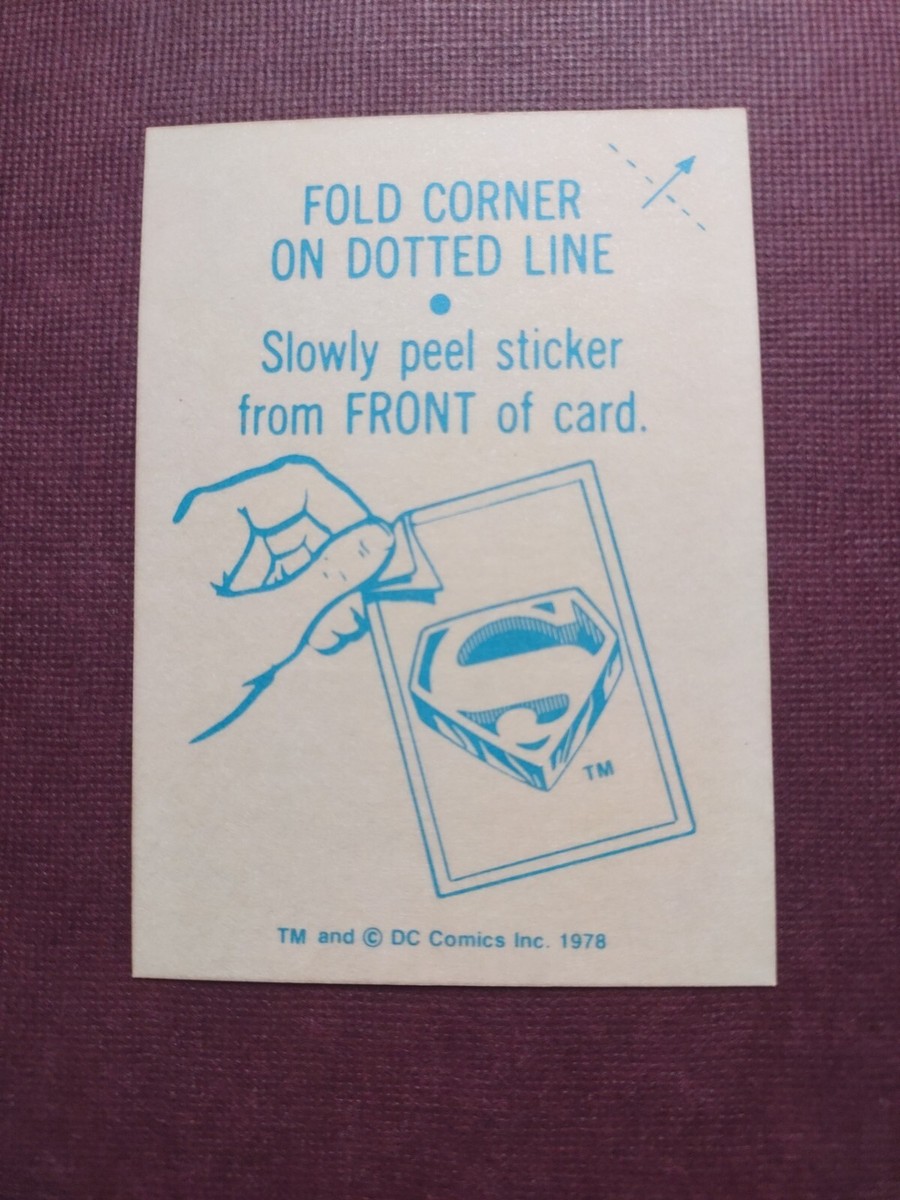 FOLD CORNER
ON DOTTED LINE
Slowly peel sticker
from FRONT of card.
TM
TM and © DC Comics Inc. 1978